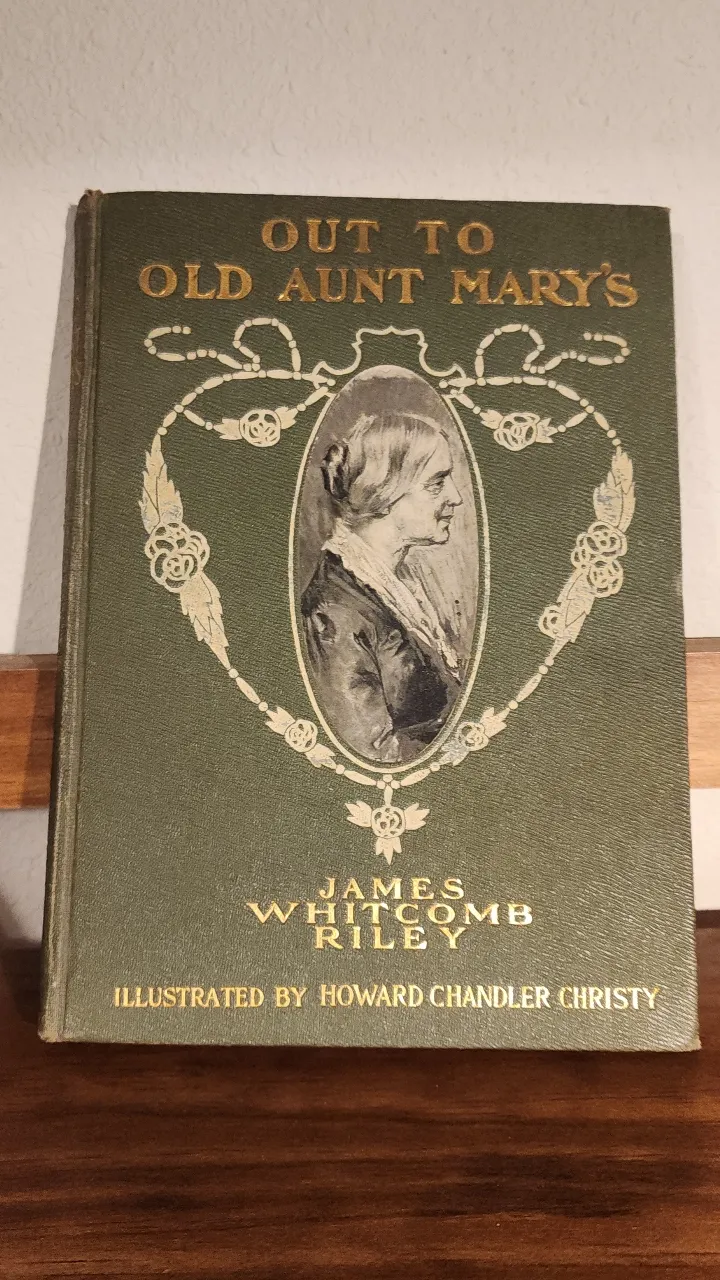 OUT TO
OLD AUNT MARY'S
JAMES
WHITCOMB
RILEY
ILLUSTRATED BY HOWARD CHANDLER CHRISTY